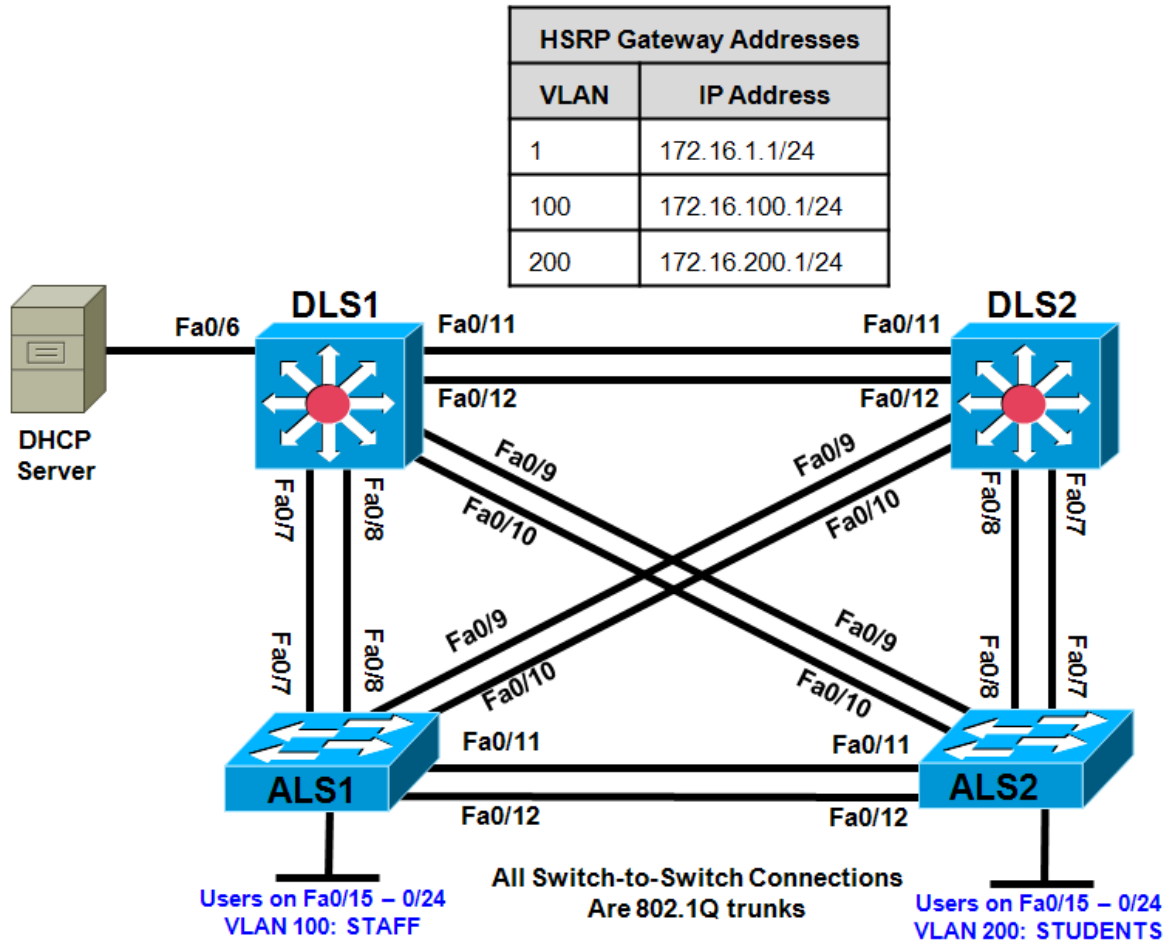 HSRP Gateway Addresses
VLAN IP Address
1 172.16.1.1/24
100 172.16.100.1/24
200 172.16.200.1/24
DLS1
DLS2
Fa0/6
Fa0/11
Fa0/11
Fa0/12
Fa0/12
DHCP
Server
Fa0/7
Fa0/8
Fa0/9
Fa0/10
Fa0/9
Fa0/10
Fa0/8
Fa0/7
Fa0/7
Fa0/8
Fa0/9
Fa0/10
Fa0/9
Fa0/10
Fa0/8
Fa0/7
Fa0/11
Fa0/11
ALS1
ALS2
Fa0/12
Fa0/12
Users on Fa0/15 – 0/24
VLAN 100: STAFF
All Switch-to-Switch Connections
Are 802.1Q trunks
Users on Fa0/15 – 0/24
VLAN 200: STUDENTS